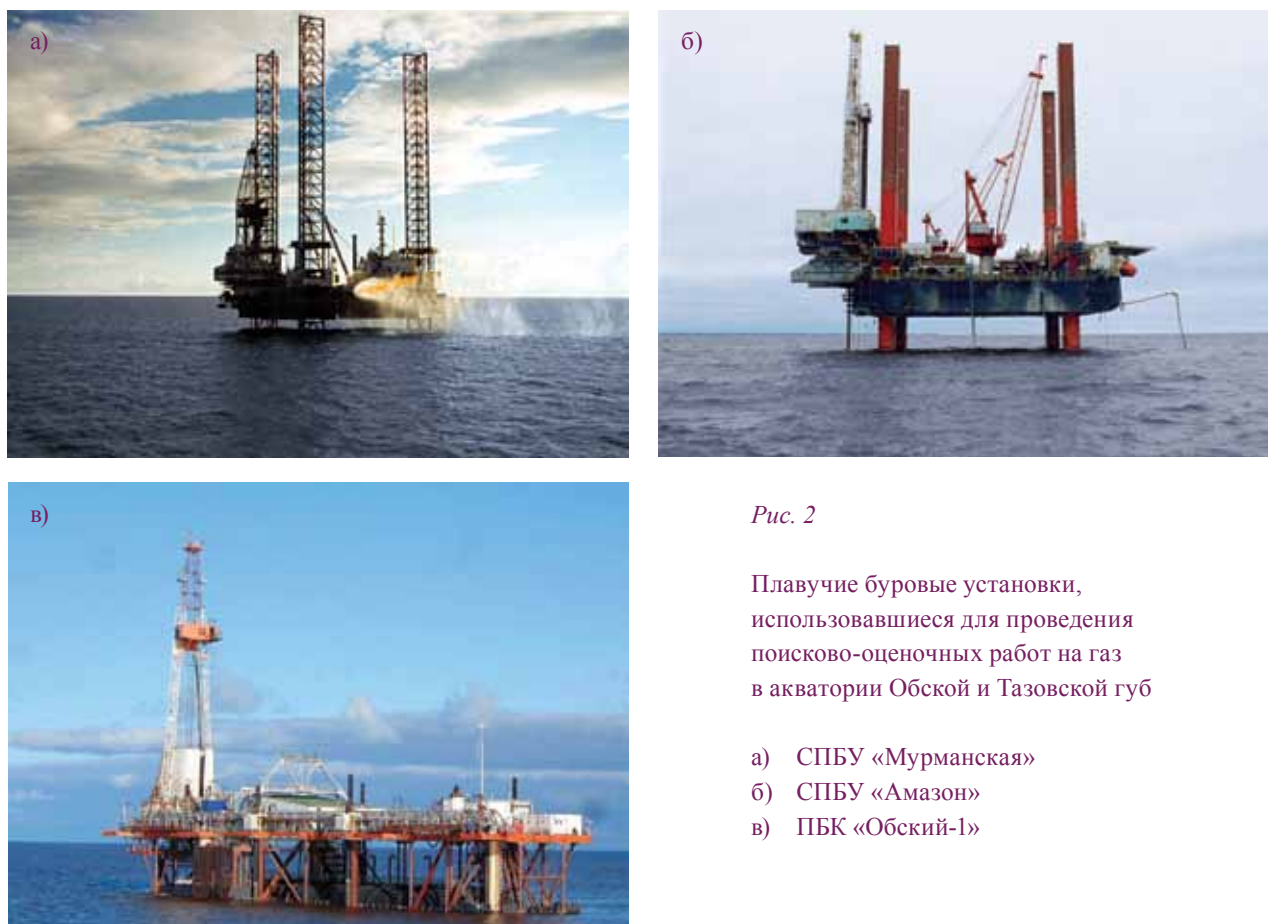 а)
б)
в)
Рис. 2
Плавучие буровые установки,
использовавшиеся для проведения
поисково-оценочных работ на газ
в акватории Обской и Тазовской губ
а) СПБУ «Мурманская»
б) СПБУ «Амазон»
в) ПБК «Обский-1»